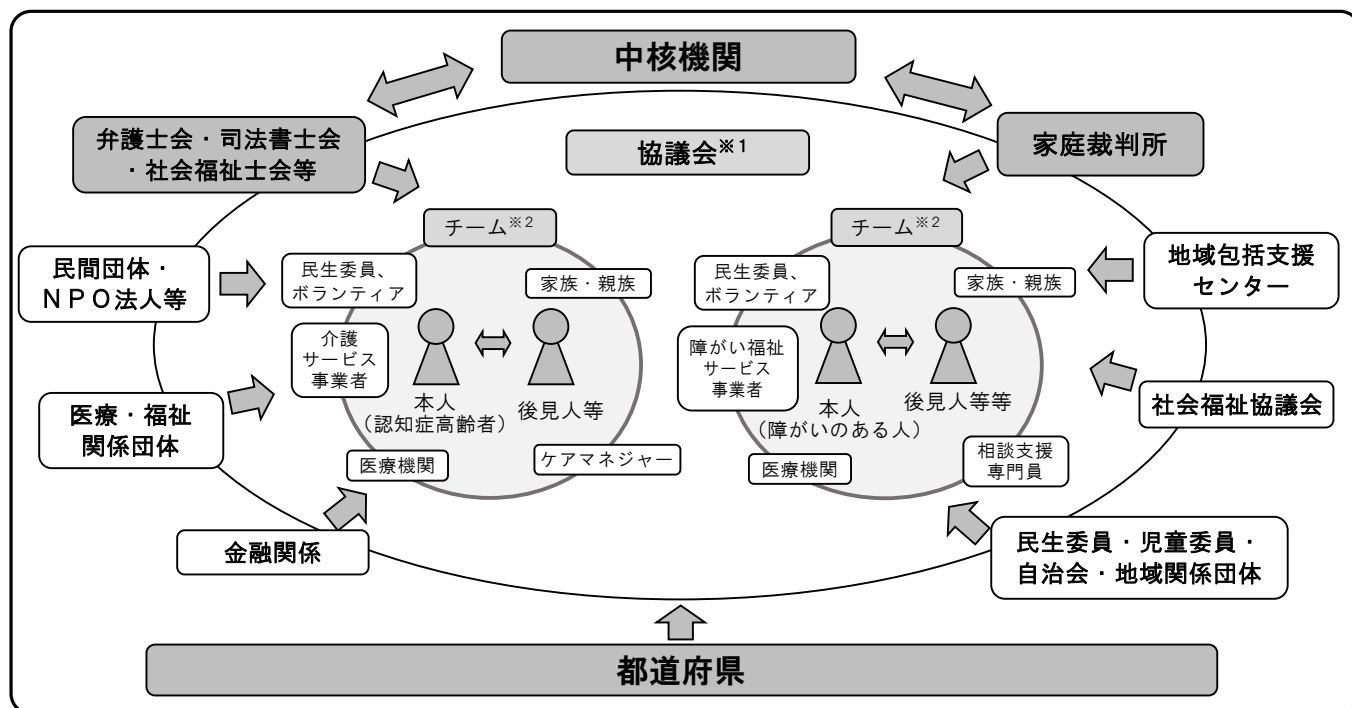 中核機関
弁護士会・司法書士会
・社会福祉士会等
協議会※1
家庭裁判所
チーム※2
民生委員、
ボランティア
家族・親族
介護
サービス
事業者
本人
（認知症高齢者）
後見人等
医療機関
ケアマネジャー
チーム※2
民生委員、
ボランティア
家族・親族
障がい福祉
サービス
事業者
本人
（障がいのある人）
後見人等等
医療機関
相談支援
専門員
民間団体・
ＮＰＯ法人等
地域包括支援
センター
医療・福祉
関係団体
社会福祉協議会
金融関係
民生委員・児童委員・
自治会・地域関係団体
都道府県